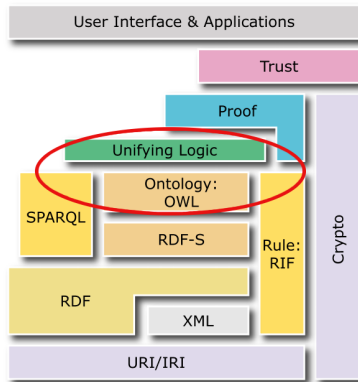 User Interface & Applications
Trust
Proof
Unifying Logic
Ontology:
OWL
SPARQL
RDF-S
Rule:
RIF
Crypto
RDF
XML
URI/IRI